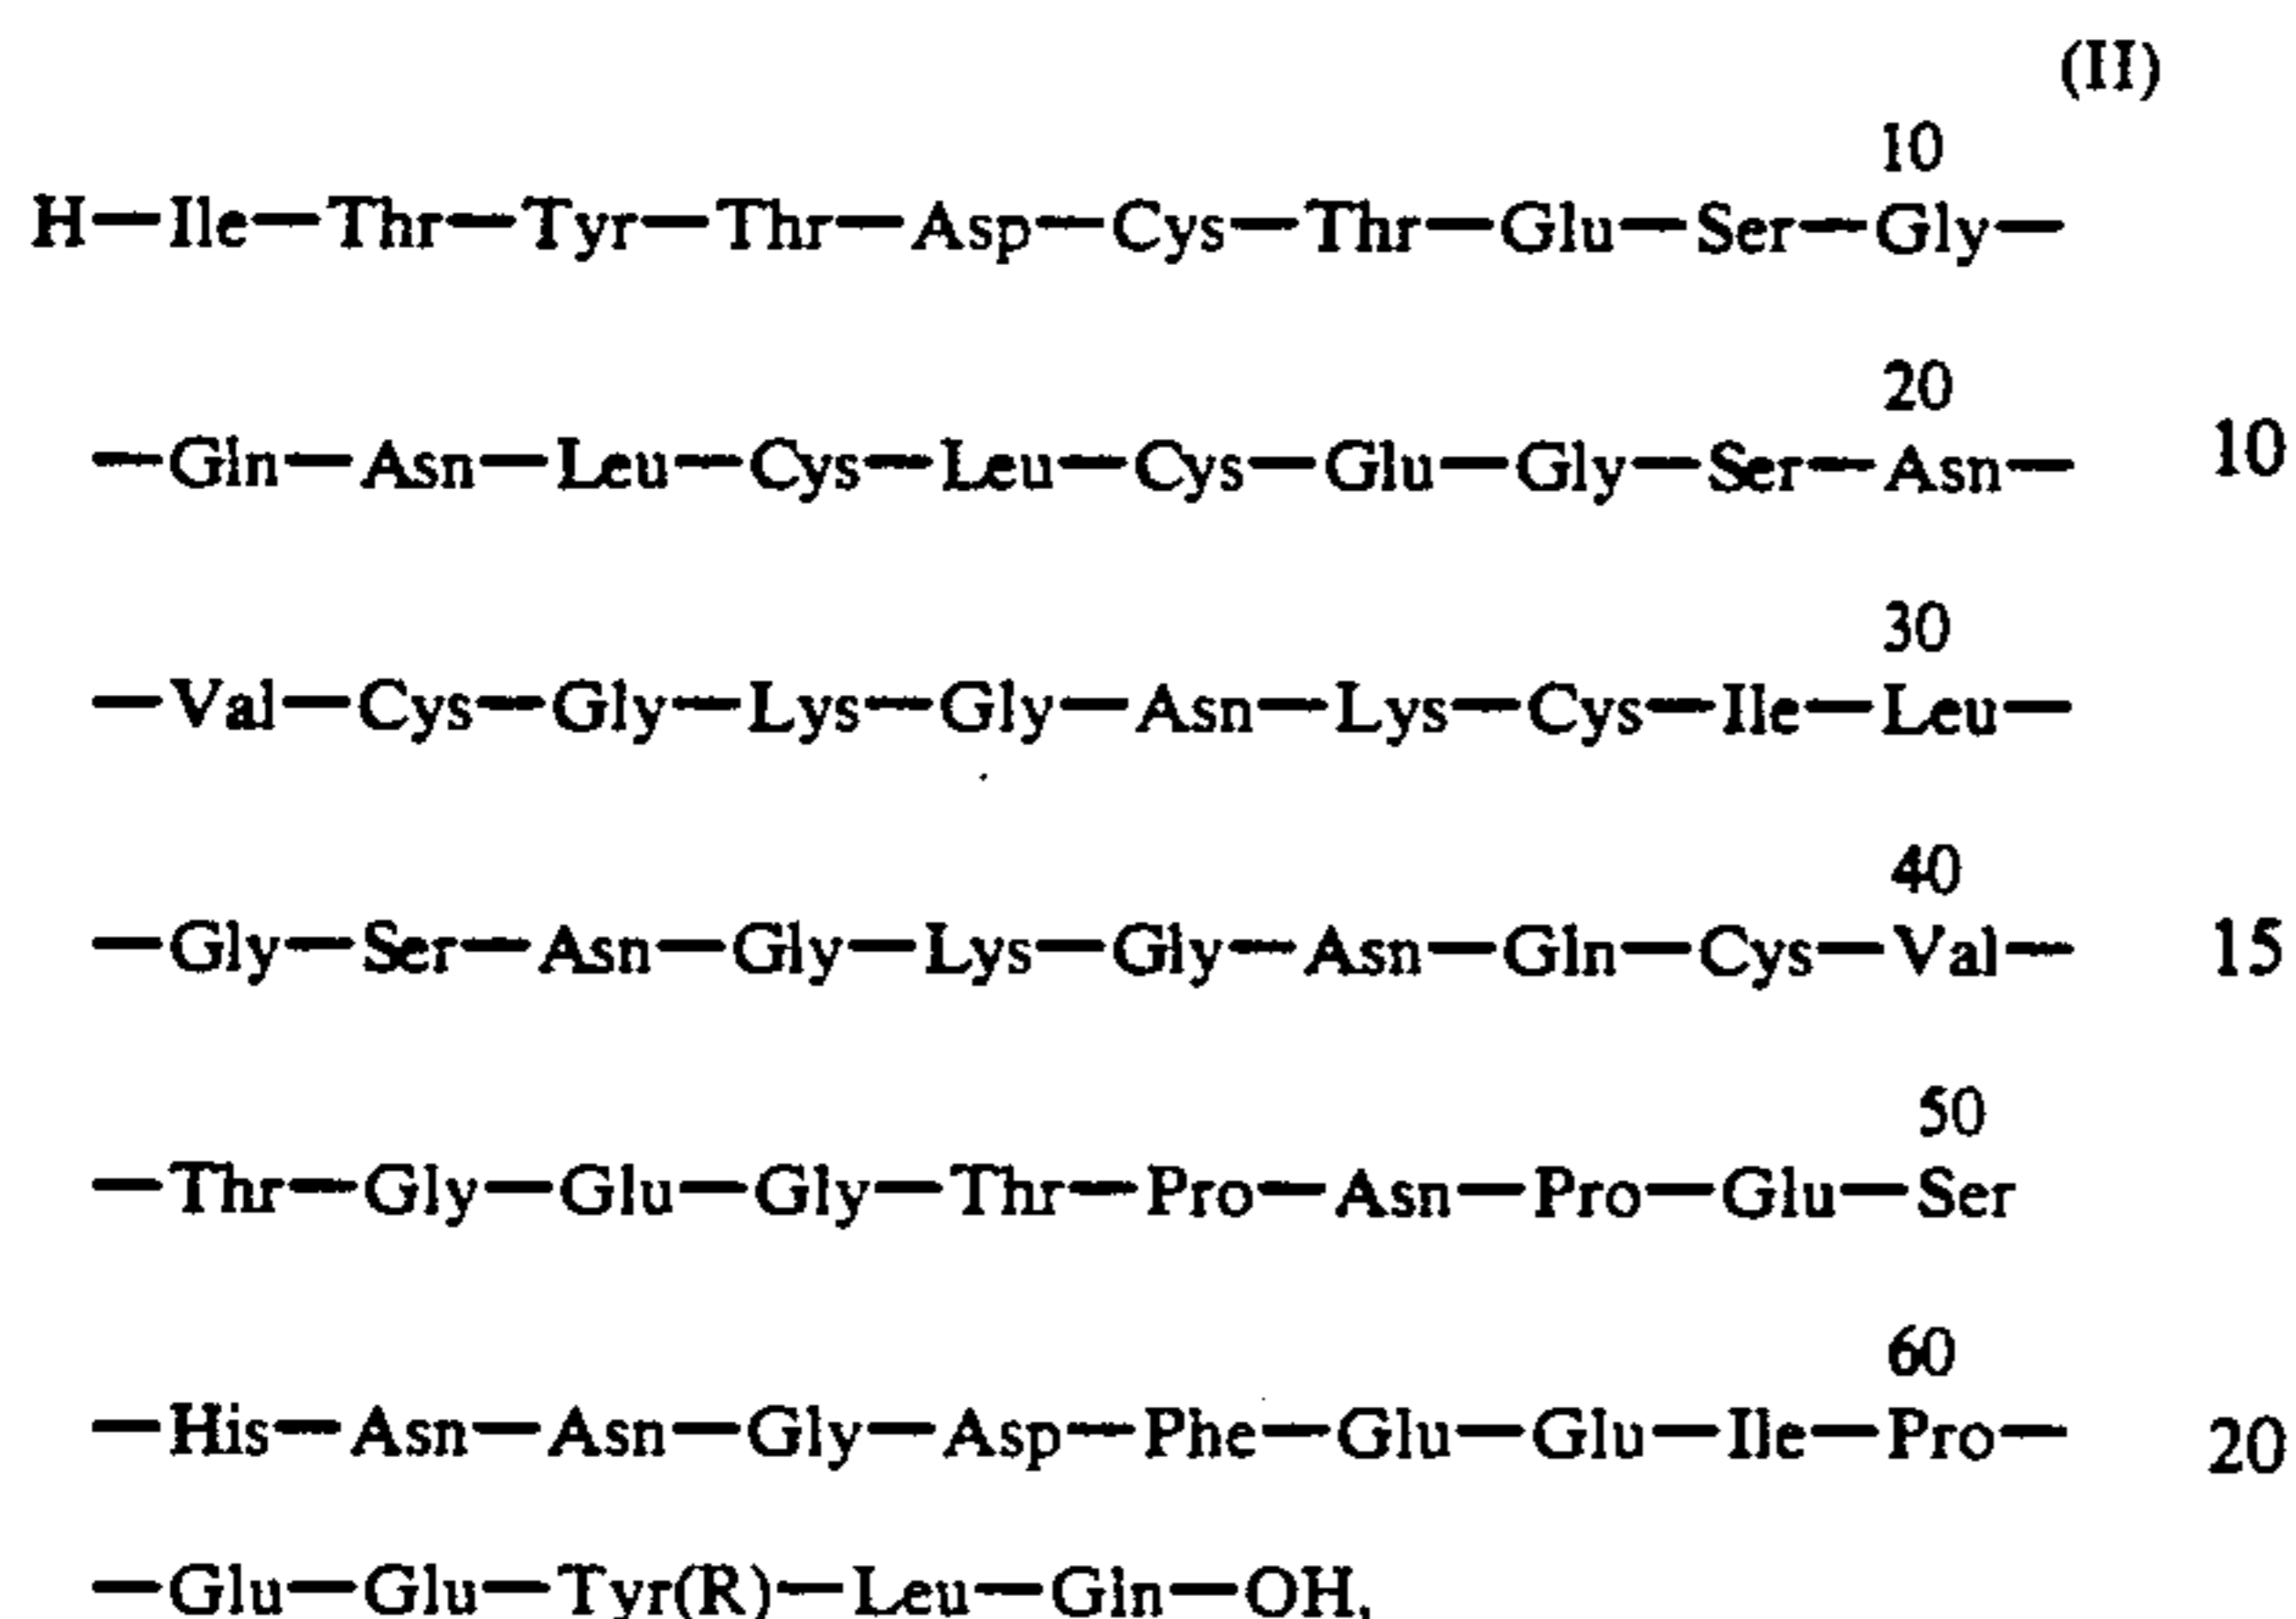 (II)
10
H—Ile—Thr—Tyr—Thr—Asp—Cys—Thr—Glu—Ser—Gly—
20
—Gln—Asn—Leu—Cys—Leu—Cys—Glu—Gly—Ser—Asn— 10
30
—Val—Cys—Gly—Lys—Gly—Asn—Lys—Cys—Ile—Leu—
40
—Gly—Ser—Asn—Gly—Lys—Gly—Asn—Gln—Cys—Val— 15
50
—Thr—Gly—Glu—Gly—Thr—Pro—Asn—Pro—Glu—Ser
60
—His—Asn—Asn—Gly—Asp—Phe—Glu—Glu—Ile—Pro— 20
—Glu—Glu—Tyr(R)—Leu—Gln—OH,